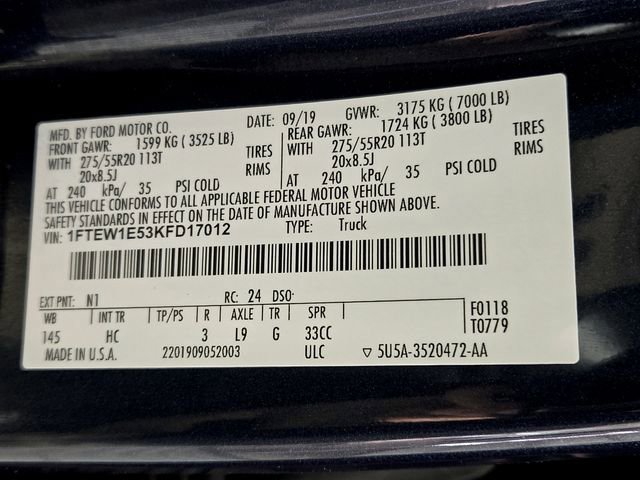 MFD. BY FORD MOTOR CO. DATE: 09/19 GVWR: 3175 KG ( 7000 LB)
FRONT GAWR: 1599 KG ( 3525 LB) REAR GAWR: 1724 KG ( 3800 LB)
WITH 275/55R20 113T TIRES WITH 275/55R20 113T TIRES
20x8.5J RIMS 20x8.5J RIMS
AT 240 kPa/ 35 PSI COLD AT 240 kPa/ 35 PSI COLD
THIS VEHICLE CONFORMS TO ALL APPLICABLE FEDERAL MOTOR VEHICLE
SAFETY STANDARDS IN EFFECT ON THE DATE OF MANUFACTURE SHOWN ABOVE.
VIN: 1FTEW1E53KFD17012 TYPE: Truck
EXT PNT: N1 RC: 24 DSO:
WB INT TR TP/PS R AXLE TR SPR F0118
145 HC 3 L9 G 33CC T0779
MADE IN U.S.A. 2201909052003 ULC ▽ 5U5A-3520472-AA